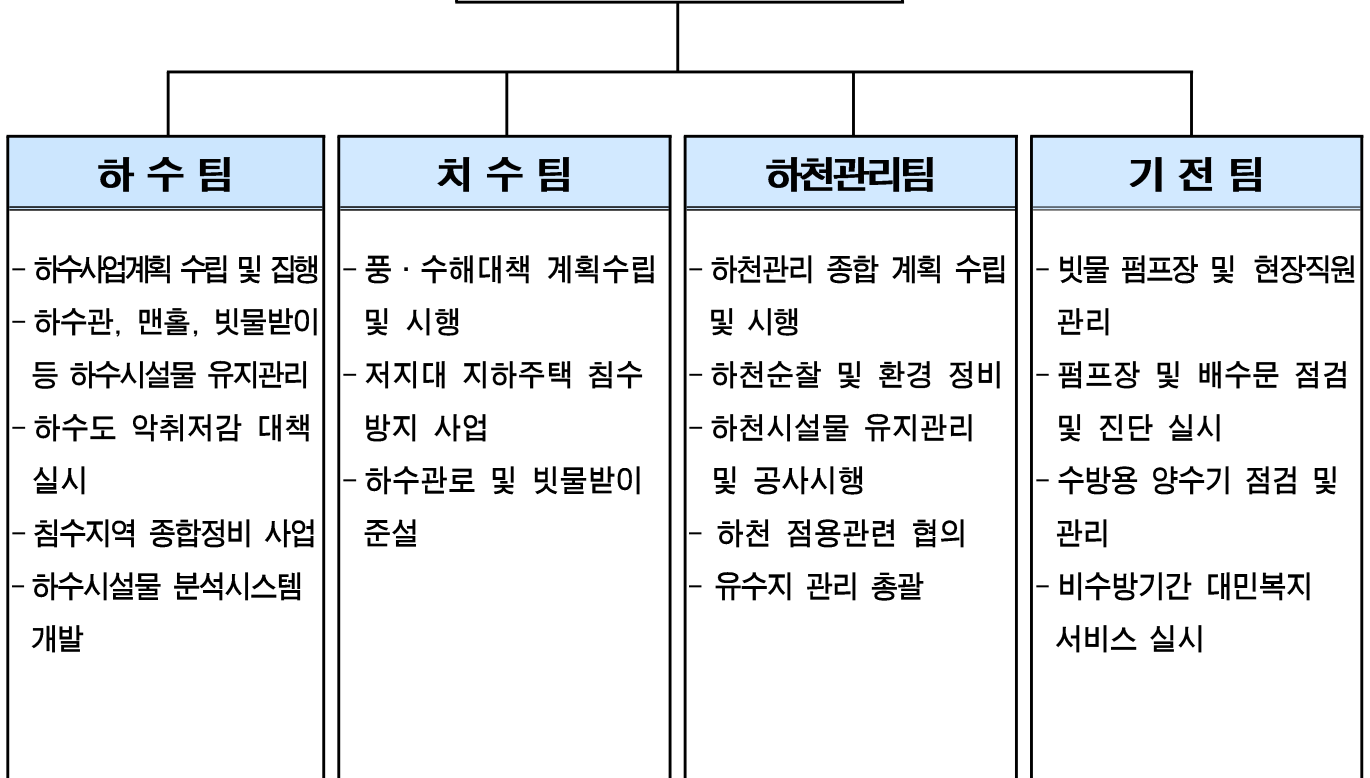 하 수 팀
- 하수사업계획 수립 및 집행
- 하수관, 맨홀, 빗물받이
등 하수시설물 유지관리
- 하수도 악취저감 대책
실시
- 침수지역 종합정비 사업
- 하수시설물 분석시스템
개발
치 수 팀
- 풍 · 수해대책 계획수립
및 시행
- 저지대 지하주택 침수
방지 사업
- 하수관로 및 빗물받이
준설
하천관리팀
- 하천관리 종합 계획 수립
및 시행
- 하천순찰 및 환경 정비
- 하천시설물 유지관리
및 공사시행
- 하천 점용관련 협의
- 유수지 관리 총괄
기 전 팀
- 빗물 펌프장 및 현장직원
관리
- 펌프장 및 배수문 점검
및 진단 실시
- 수방용 양수기 점검 및
관리
- 비수방기간 대민복지
서비스 실시